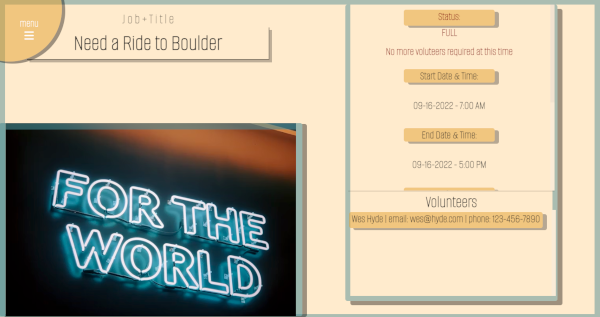 menu
Job+Title
Need a Ride to Boulder
FOR THE
WORLD
Status:
FULL
No more voluteers required at this time
Start Date & Time:
09-16-2022 - 7:00 AM
End Date & Time:
09-16-2022 - 5:00 PM
Volunteers
Wes Hyde | email: wes@hyde.com | phone: 123-456-7890